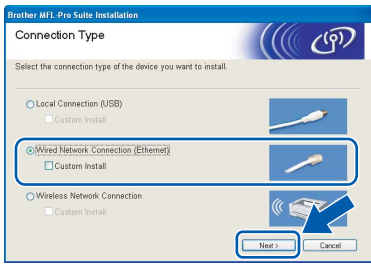 Brother MFL-Pro Suite Installation
Connection Type
Select the connection type of the device you want to install.
Local Connection (USB)
Custom Install
Wired Network Connection (Ethernet)
Custom Install
Wireless Network Connection
Custom Install
Next >
Cancel